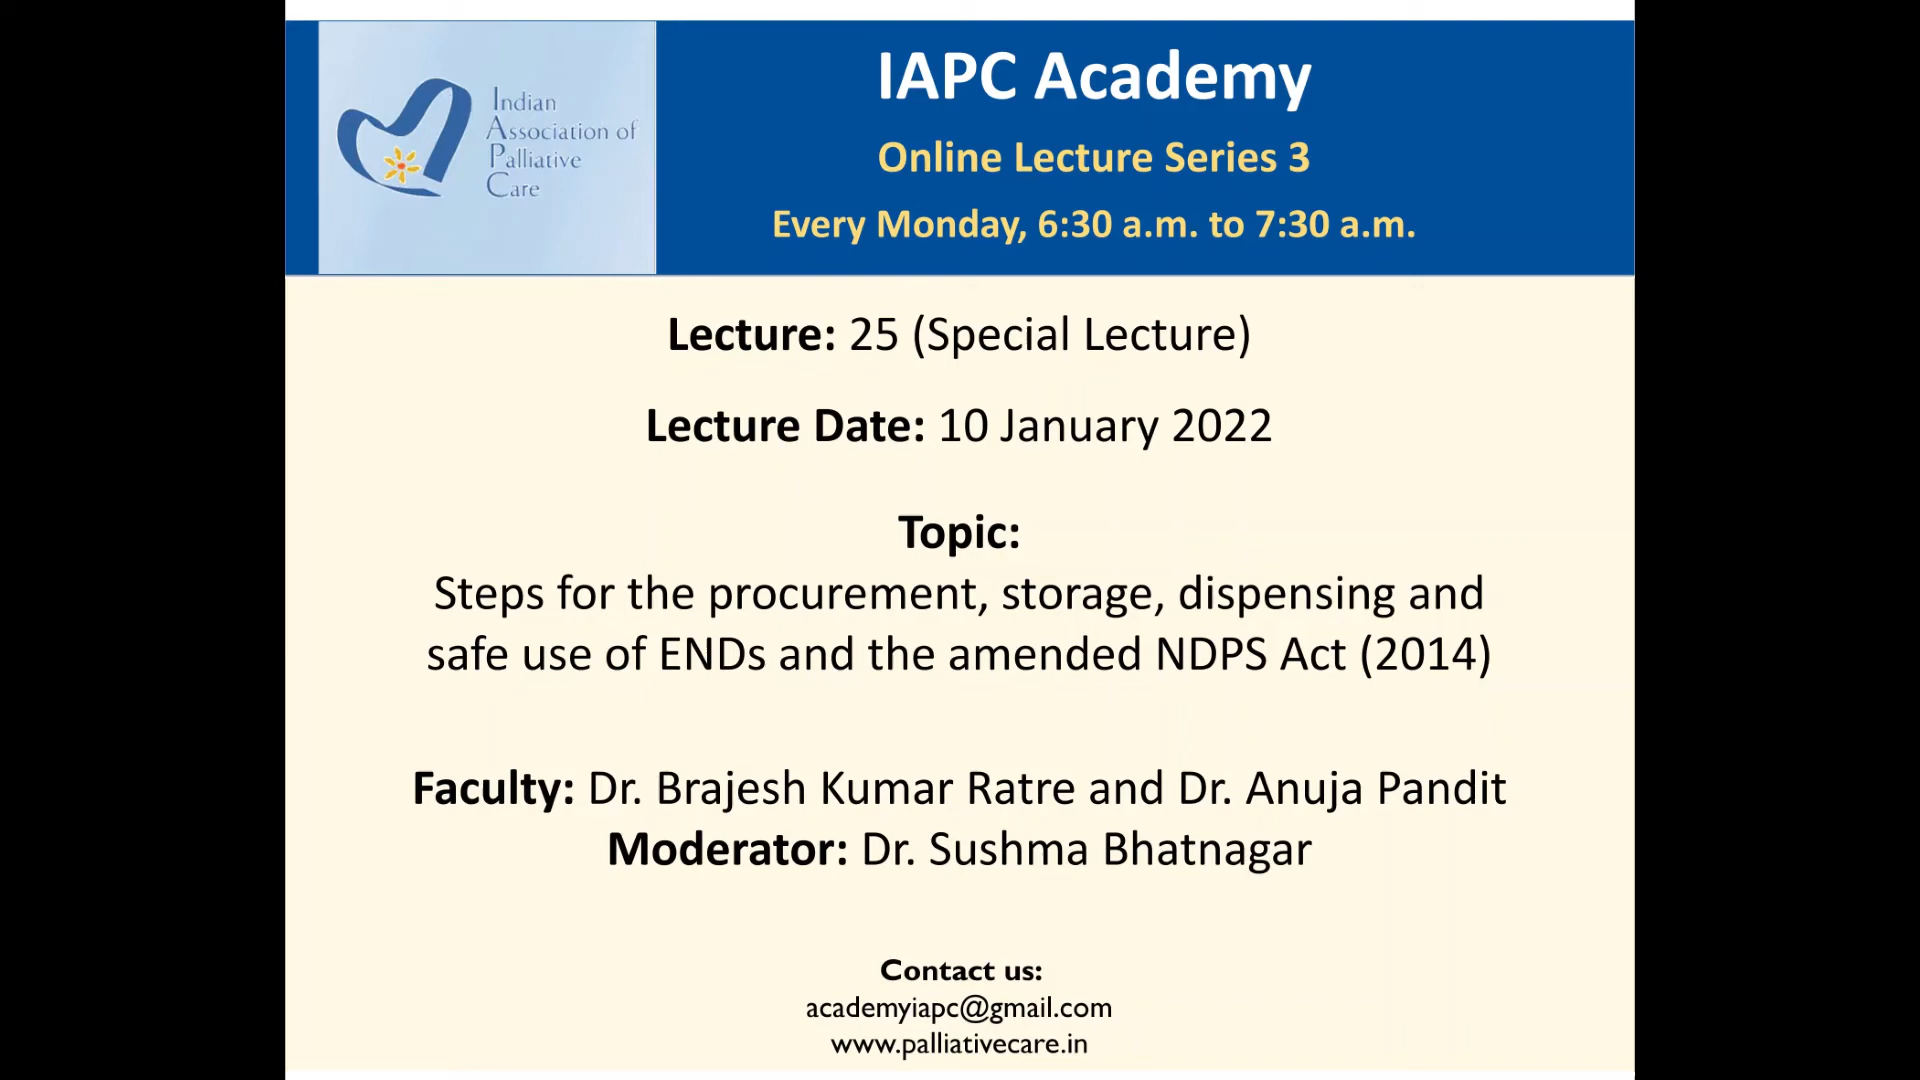 Indian
Association of
Palliative
Care
IAPC Academy
Online Lecture Series 3
Every Monday, 6:30 a.m. to 7:30 a.m.
Lecture: 25 (Special Lecture)
Lecture Date: 10 January 2022
Topic:
Steps for the procurement, storage, dispensing and
safe use of ENDs and the amended NDPS Act (2014)
Faculty: Dr. Brajesh Kumar Ratre and Dr. Anuja Pandit
Moderator: Dr. Sushma Bhatnagar
Contact us:
academyiapc@gmail.com
www.palliativecare.in